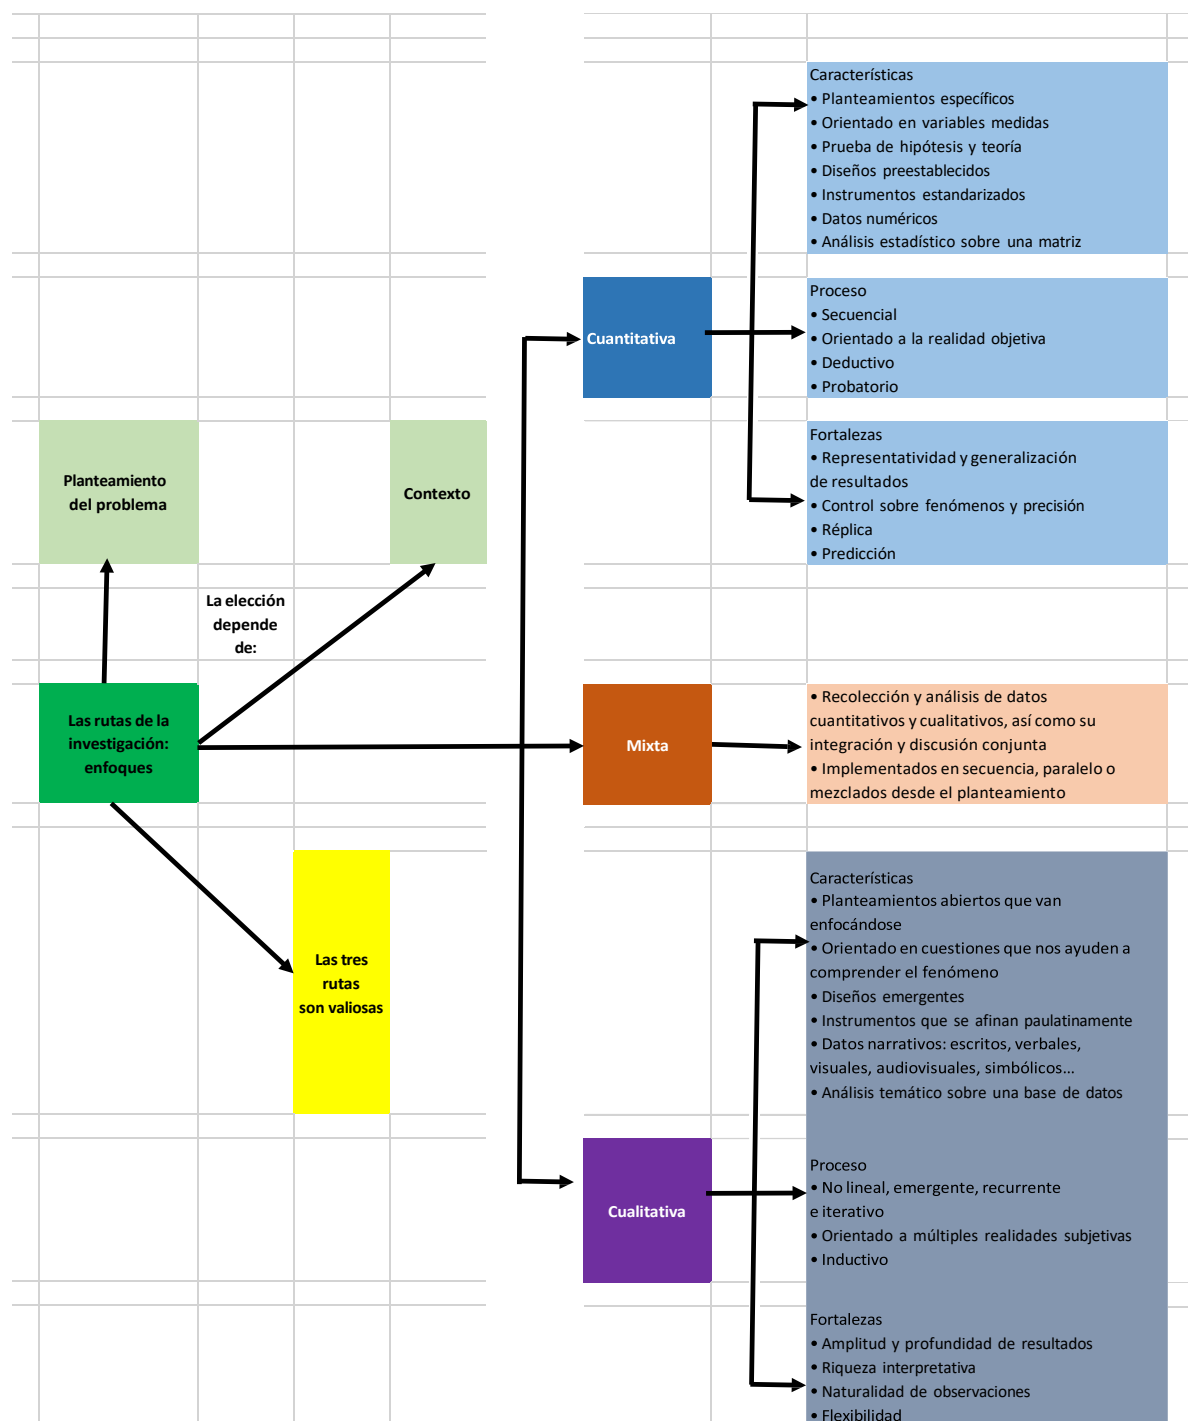 Planteamiento
del problema
Contexto
La elección
depende
de:
Las rutas de la
investigación:
enfoques
Las tres
rutas
son valiosas
Cuantitativa
Características
• Planteamientos específicos
• Orientado en variables medidas
• Prueba de hipótesis y teoría
• Diseños preestablecidos
• Instrumentos estandarizados
• Datos numéricos
• Análisis estadístico sobre una matriz
Proceso
• Secuencial
• Orientado a la realidad objetiva
• Deductivo
• Probatorio
Fortalezas
• Representatividad y generalización
de resultados
• Control sobre fenómenos y precisión
• Réplica
• Predicción
Mixta
• Recolección y análisis de datos
cuantitativos y cualitativos, así como su
integración y discusión conjunta
• Implementados en secuencia, paralelo o
mezclados desde el planteamiento
Cualitativa
Características
• Planteamientos abiertos que van
enfocándose
• Orientado en cuestiones que nos ayuden a
comprender el fenómeno
• Diseños emergentes
• Instrumentos que se afinan paulatinamente
• Datos narrativos: escritos, verbales,
visuales, audiovisuales, simbólicos…
• Análisis temático sobre una base de datos
Proceso
• No lineal, emergente, recurrente
e iterativo
• Orientado a múltiples realidades subjetivas
• Inductivo
Fortalezas
• Amplitud y profundidad de resultados
• Riqueza interpretativa
• Naturalidad de observaciones
• Flexibilidad